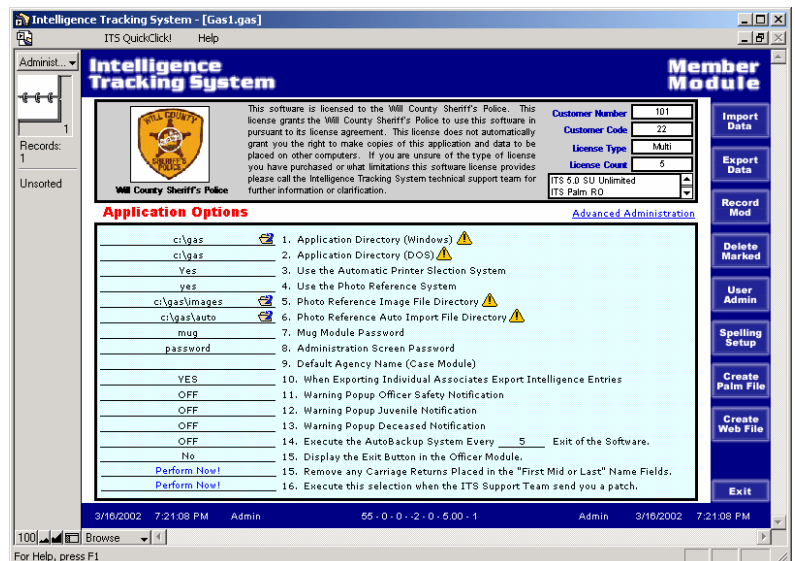 Intelligence Tracking System - [Gas1.gas]
ITS QuickClick! Help
Administ...
1
Records:
1
Unsorted
Intelligence
Tracking System
Member
Module
WILL COUNTY
SHERIFF'S
POLICE
Will County Sheriff's Police
This software is licensed to the Will County Sheriff's Police. This
license grants the Will County Sheriff's Police to use this software in
pursuant to its license agreement. This license does not automatically
grant you the right to make copies of this application and data to be
placed on other computers. If you are unsure of the type of license
you have purchased or what limitations this software license provides
please call the Intelligence Tracking System technical support team for
further information or clarification.
Customer Number 101
Customer Code 22
License Type Multi
License Count 5
ITS 5.0 SU Unlimited
ITS Palm RO
Application Options
Advanced Administration
c:\gas 1. Application Directory (Windows)
c:\gas 2. Application Directory (DOS)
Yes 3. Use the Automatic Printer Slection System
yes 4. Use the Photo Reference System
c:\gas\images 5. Photo Reference Image File Directory
c:\gas\auto 6. Photo Reference Auto Import File Directory
mug 7. Mug Module Password
password 8. Administration Screen Password
9. Default Agency Name (Case Module)
YES 10. When Exporting Individual Associates Export Intelligence Entries
OFF 11. Warning Popup Officer Safety Notification
OFF 12. Warning Popup Juvenile Notification
OFF 13. Warning Popup Deceased Notification
OFF 14. Execute the AutoBackup System Every 5 Exit of the Software.
No 15. Display the Exit Button in the Officer Module.
Perform Now! 15. Remove any Carriage Returns Placed in the "First Mid or Last" Name Fields.
Perform Now! 16. Execute this selection when the ITS Support Team send you a patch.
Import
Data
Export
Data
Record
Mod
Delete
Marked
User
Admin
Spelling
Setup
Create
Palm File
Create
Web File
Exit
3/16/2002 7:21:08 PM Admin 55 - 0 - 0 - -2 - 0 - 5.00 - 1 Admin 3/16/2002 7:21:08 PM
100 Browse
For Help, press F1